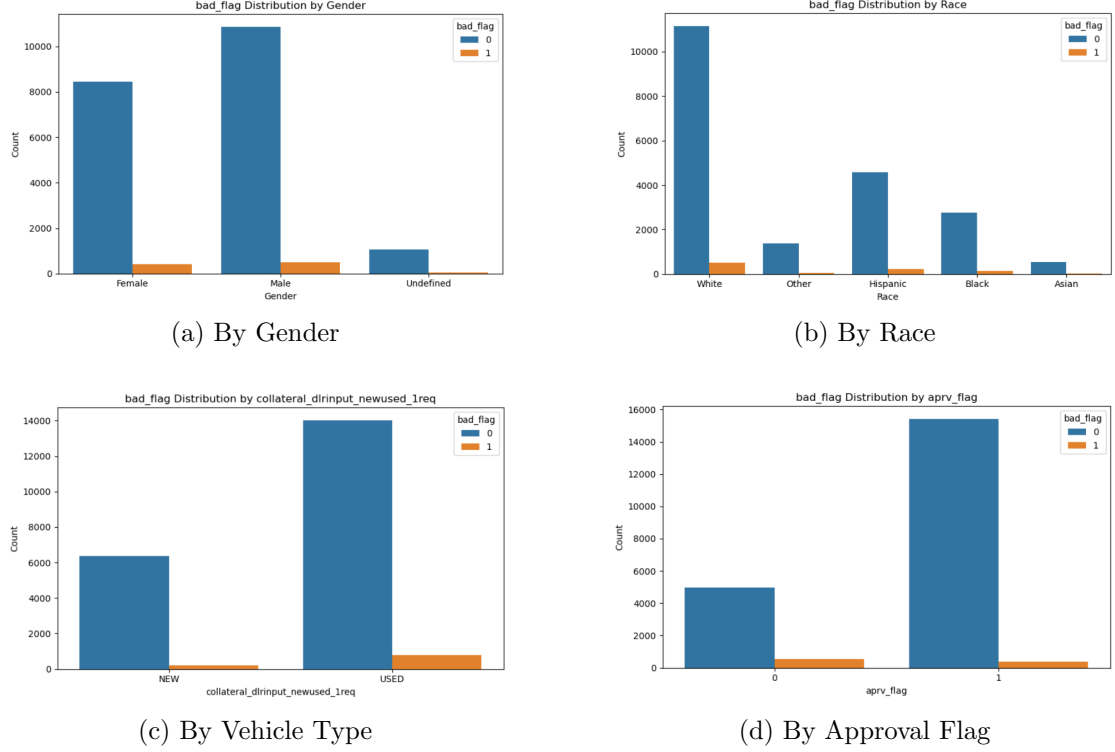 bad_flag Distribution by Gender
bad_flag
0
1
10000
8000
6000
4000
2000
0
Count
Female
Male
Undefined
Gender
(a) By Gender
bad_flag Distribution by Race
bad_flag
0
1
10000
8000
6000
4000
2000
0
Count
White
Other
Hispanic
Black
Asian
Race
(b) By Race
bad_flag Distribution by collateral_dlrinput_newused_1req
bad_flag
0
1
14000
12000
10000
8000
6000
4000
2000
0
Count
NEW
USED
collateral_dlrinput_newused_1req
(c) By Vehicle Type
bad_flag Distribution by aprv_flag
bad_flag
0
1
16000
14000
12000
10000
8000
6000
4000
2000
0
Count
0
1
aprv_flag
(d) By Approval Flag